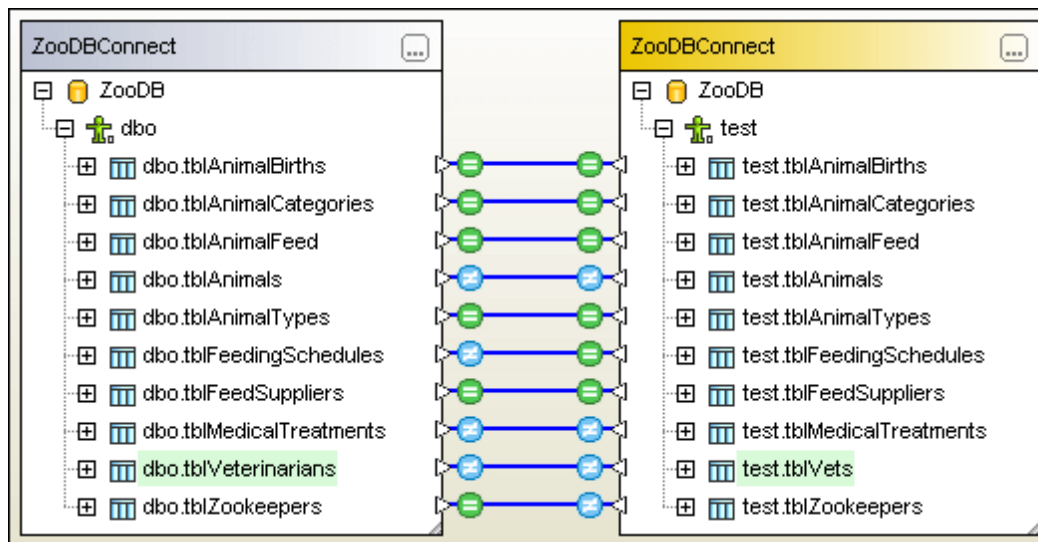 ZooDBConnect
ZooDB
dbo
dbo.tblAnimalBirths
dbo.tblAnimalCategories
dbo.tblAnimalFeed
dbo.tblAnimals
dbo.tblAnimalTypes
dbo.tblFeedingSchedules
dbo.tblFeedSuppliers
dbo.tblMedicalTreatments
dbo.tblVeterinarians
dbo.tblZookeepers
ZooDBConnect
ZooDB
test
test.tblAnimalBirths
test.tblAnimalCategories
test.tblAnimalFeed
test.tblAnimals
test.tblAnimalTypes
test.tblFeedingSchedules
test.tblFeedSuppliers
test.tblMedicalTreatments
test.tblVets
test.tblZookeepers